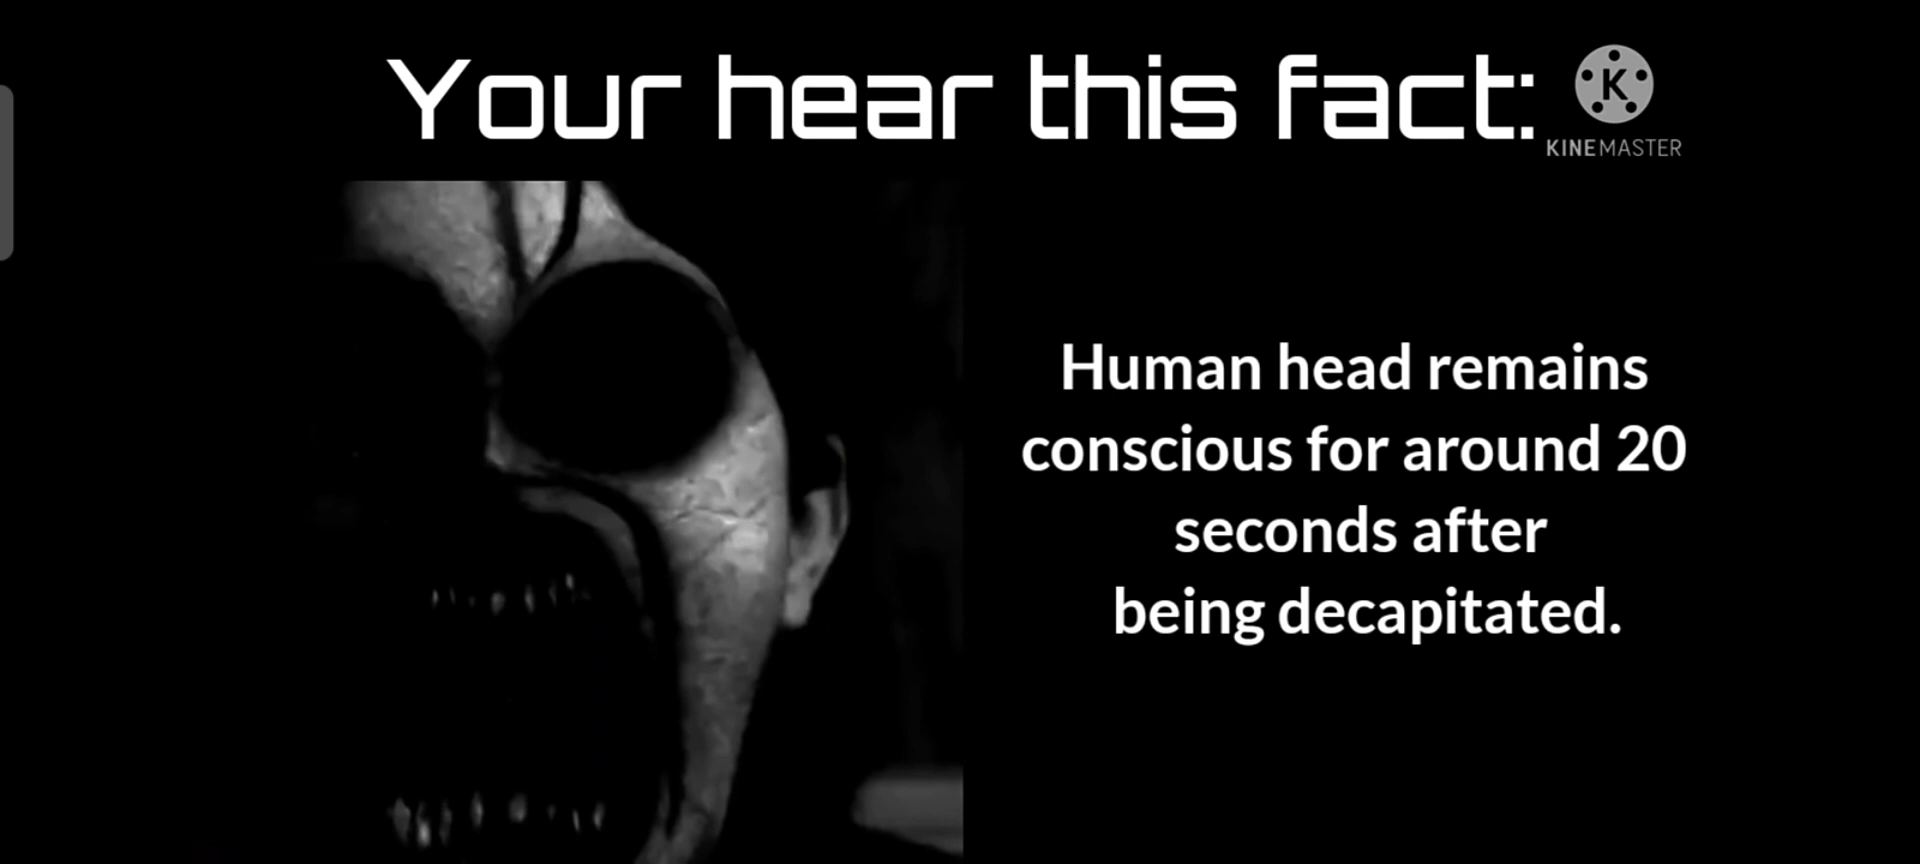 Your hear this fact:
K
KINEMASTER
Human head remains
conscious for around 20
seconds after
being decapitated.